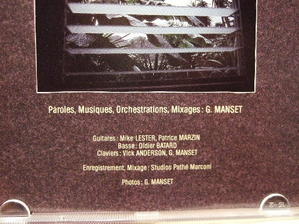 Paroles, Musiques, Orchestrations, Mixages : G. MANSET
Guitares : Mike LESTER, Patrice MARZIN
Basse : Didier BATARD
Claviers : Vick ANDERSON, G. MANSET
Enregistrement, Mixage : Studios Pathé Marconi
Photos : G. MANSET